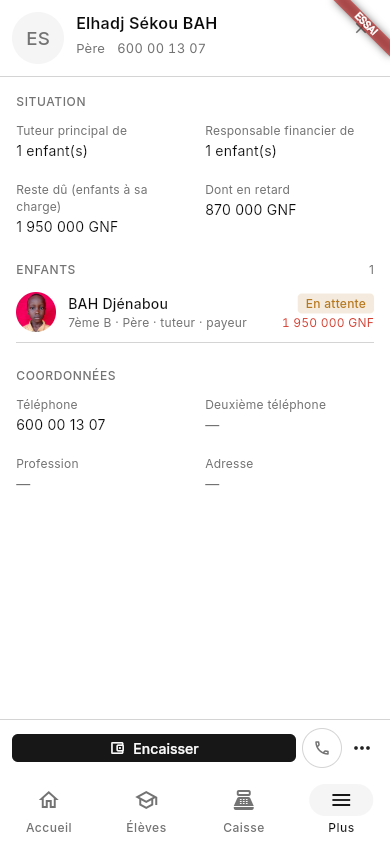 ES
Elhadj Sékou BAH
Père 600 00 13 07
ESSAI
SITUATION
Tuteur principal de
1 enfant(s)
Responsable financier de
1 enfant(s)
Reste dû (enfants à sa
charge)
1 950 000 GNF
Dont en retard
870 000 GNF
ENFANTS 1
BAH Djénabou
7ème B · Père · tuteur · payeur
En attente
1 950 000 GNF
COORDONNÉES
Téléphone
600 00 13 07
Deuxième téléphone
—
Profession
—
Adresse
—
Encaisser
Accueil
Élèves
Caisse
Plus